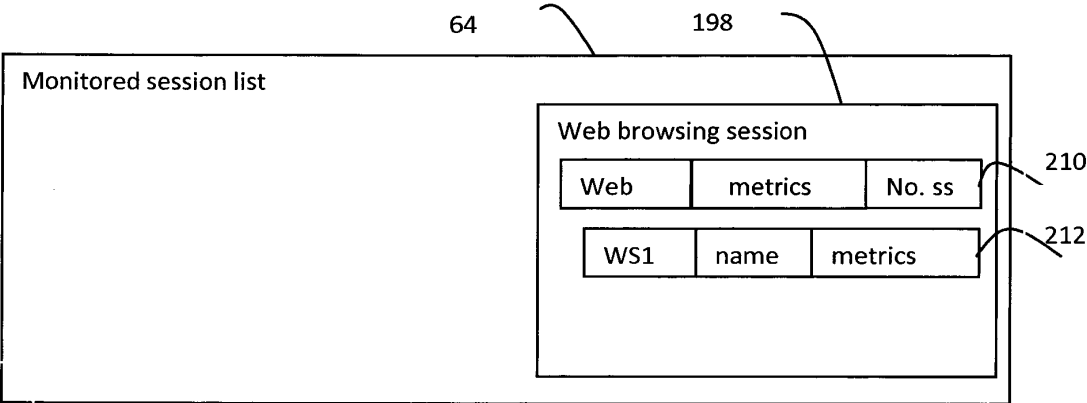 64 198
Monitored session list
Web browsing session
210
Web metrics No. ss
212
WS1 name metrics